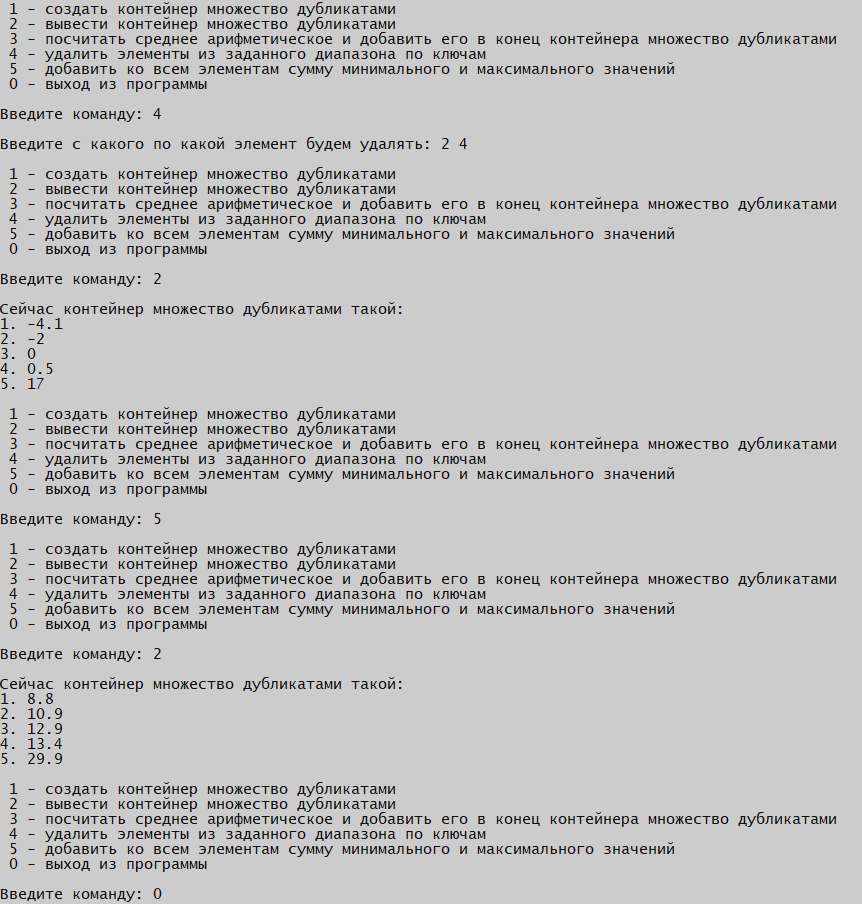 1 - создать контейнер множество дубликатами
2 - вывести контейнер множество дубликатами
3 - посчитать среднее арифметическое и добавить его в конец контейнера множество дубликатами
4 - удалить элементы из заданного диапазона по ключам
5 - добавить ко всем элементам сумму минимального и максимального значений
0 - выход из программы
Введите команду: 4
Введите с какого по какой элемент будем удалять: 2 4
1 - создать контейнер множество дубликатами
2 - вывести контейнер множество дубликатами
3 - посчитать среднее арифметическое и добавить его в конец контейнера множество дубликатами
4 - удалить элементы из заданного диапазона по ключам
5 - добавить ко всем элементам сумму минимального и максимального значений
0 - выход из программы
Введите команду: 2
Сейчас контейнер множество дубликатами такой:
1. -4.1
2. -2
3. 0
4. 0.5
5. 17
1 - создать контейнер множество дубликатами
2 - вывести контейнер множество дубликатами
3 - посчитать среднее арифметическое и добавить его в конец контейнера множество дубликатами
4 - удалить элементы из заданного диапазона по ключам
5 - добавить ко всем элементам сумму минимального и максимального значений
0 - выход из программы
Введите команду: 5
1 - создать контейнер множество дубликатами
2 - вывести контейнер множество дубликатами
3 - посчитать среднее арифметическое и добавить его в конец контейнера множество дубликатами
4 - удалить элементы из заданного диапазона по ключам
5 - добавить ко всем элементам сумму минимального и максимального значений
0 - выход из программы
Введите команду: 2
Сейчас контейнер множество дубликатами такой:
1. 8.8
2. 10.9
3. 12.9
4. 13.4
5. 29.9
1 - создать контейнер множество дубликатами
2 - вывести контейнер множество дубликатами
3 - посчитать среднее арифметическое и добавить его в конец контейнера множество дубликатами
4 - удалить элементы из заданного диапазона по ключам
5 - добавить ко всем элементам сумму минимального и максимального значений
0 - выход из программы
Введите команду: 0